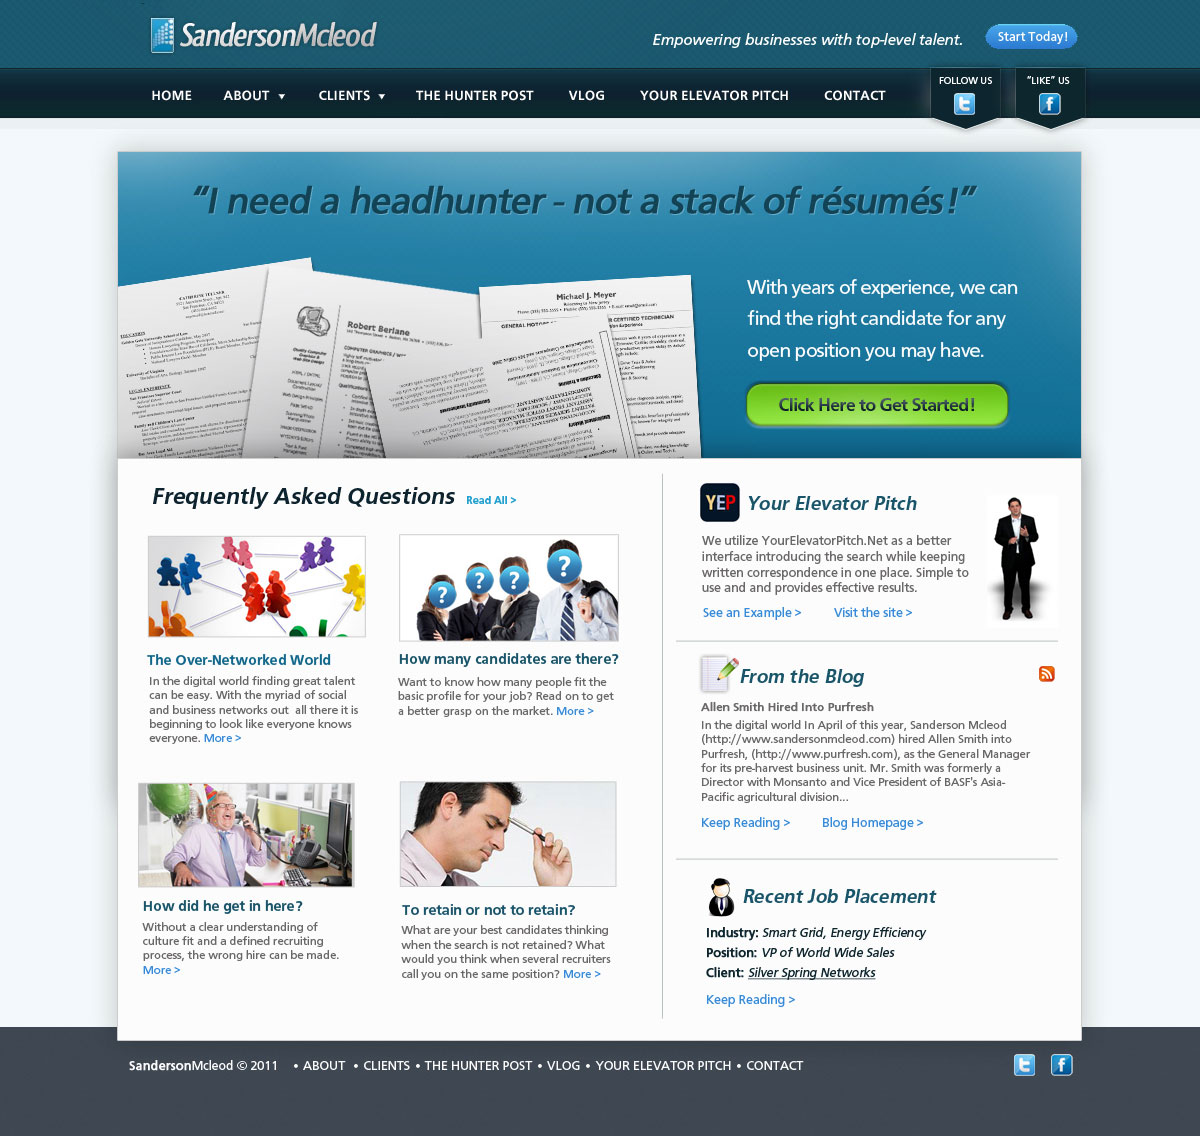 SandersonMcleod
Empowering businesses with top-level talent.
Start Today!
HOME
ABOUT
CLIENTS
THE HUNTER POST
VLOG
YOUR ELEVATOR PITCH
CONTACT
FOLLOW US
"LIKE" US
“I need a headhunter - not a stack of résumés!”
Michael J. Meyer
Robert Berlane
COMPUTER GRAPHICS / W
With years of experience, we can
find the right candidate for any
open position you may have.
Click Here to Get Started!
Frequently Asked Questions Read All >
The Over-Networked World
In the digital world finding great talent
can be easy. With the myriad of social
and business networks out all there it is
beginning to look like everyone knows
everyone. More >
? ? ? ?
How many candidates are there?
Want to know how many people fit the
basic profile for your job? Read on to get
a better grasp on the market. More >
How did he get in here?
Without a clear understanding of
culture fit and a defined recruiting
process, the wrong hire can be made.
More >
To retain or not to retain?
What are your best candidates thinking
when the search is not retained? What
would you think when several recruiters
call you on the same position? More >
YEP Your Elevator Pitch
We utilize YourElevatorPitch.Net as a better
interface introducing the search while keeping
written correspondence in one place. Simple to
use and and provides effective results.
See an Example > Visit the site >
From the Blog
Allen Smith Hired Into Purfresh
In the digital world In April of this year, Sanderson Mcleod
(http://www.sandersonmcleod.com) hired Allen Smith into
Purfresh, (http://www.purfresh.com), as the General Manager
for its pre-harvest business unit. Mr. Smith was formerly a
Director with Monsanto and Vice President of BASF's Asia-
Pacific agricultural division...
Keep Reading > Blog Homepage >
Recent Job Placement
Industry: Smart Grid, Energy Efficiency
Position: VP of World Wide Sales
Client: Silver Spring Networks
Keep Reading >
SandersonMcleod © 2011 • ABOUT • CLIENTS • THE HUNTER POST • VLOG • YOUR ELEVATOR PITCH • CONTACT